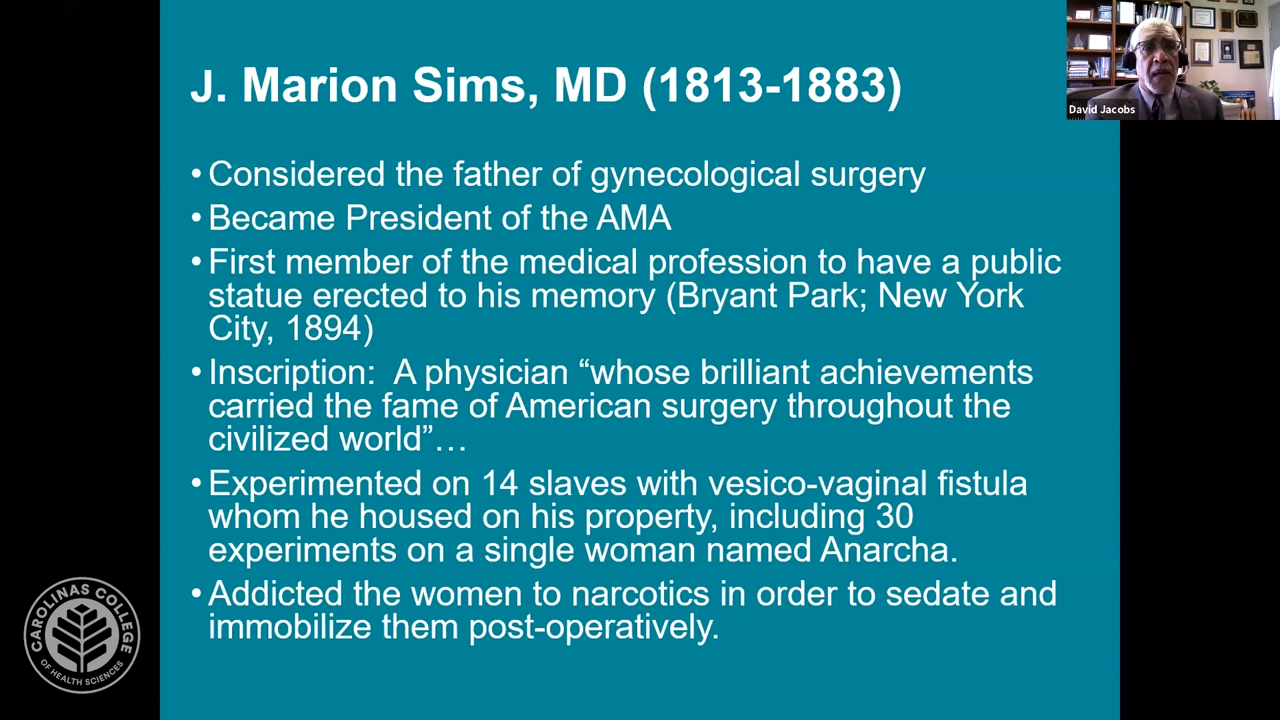 J. Marion Sims, MD (1813-1883)
David Jacobs
•Considered the father of gynecological surgery
•Became President of the AMA
•First member of the medical profession to have a public
statue erected to his memory (Bryant Park; New York
City, 1894)
•Inscription:  A physician “whose brilliant achievements
carried the fame of American surgery throughout the
civilized world”…
•Experimented on 14 slaves with vesico-vaginal fistula
whom he housed on his property, including 30
experiments on a single woman named Anarcha.
•Addicted the women to narcotics in order to sedate and
immobilize them post-operatively.
CAROLINAS COLLEGE
OF HEALTH SCIENCES